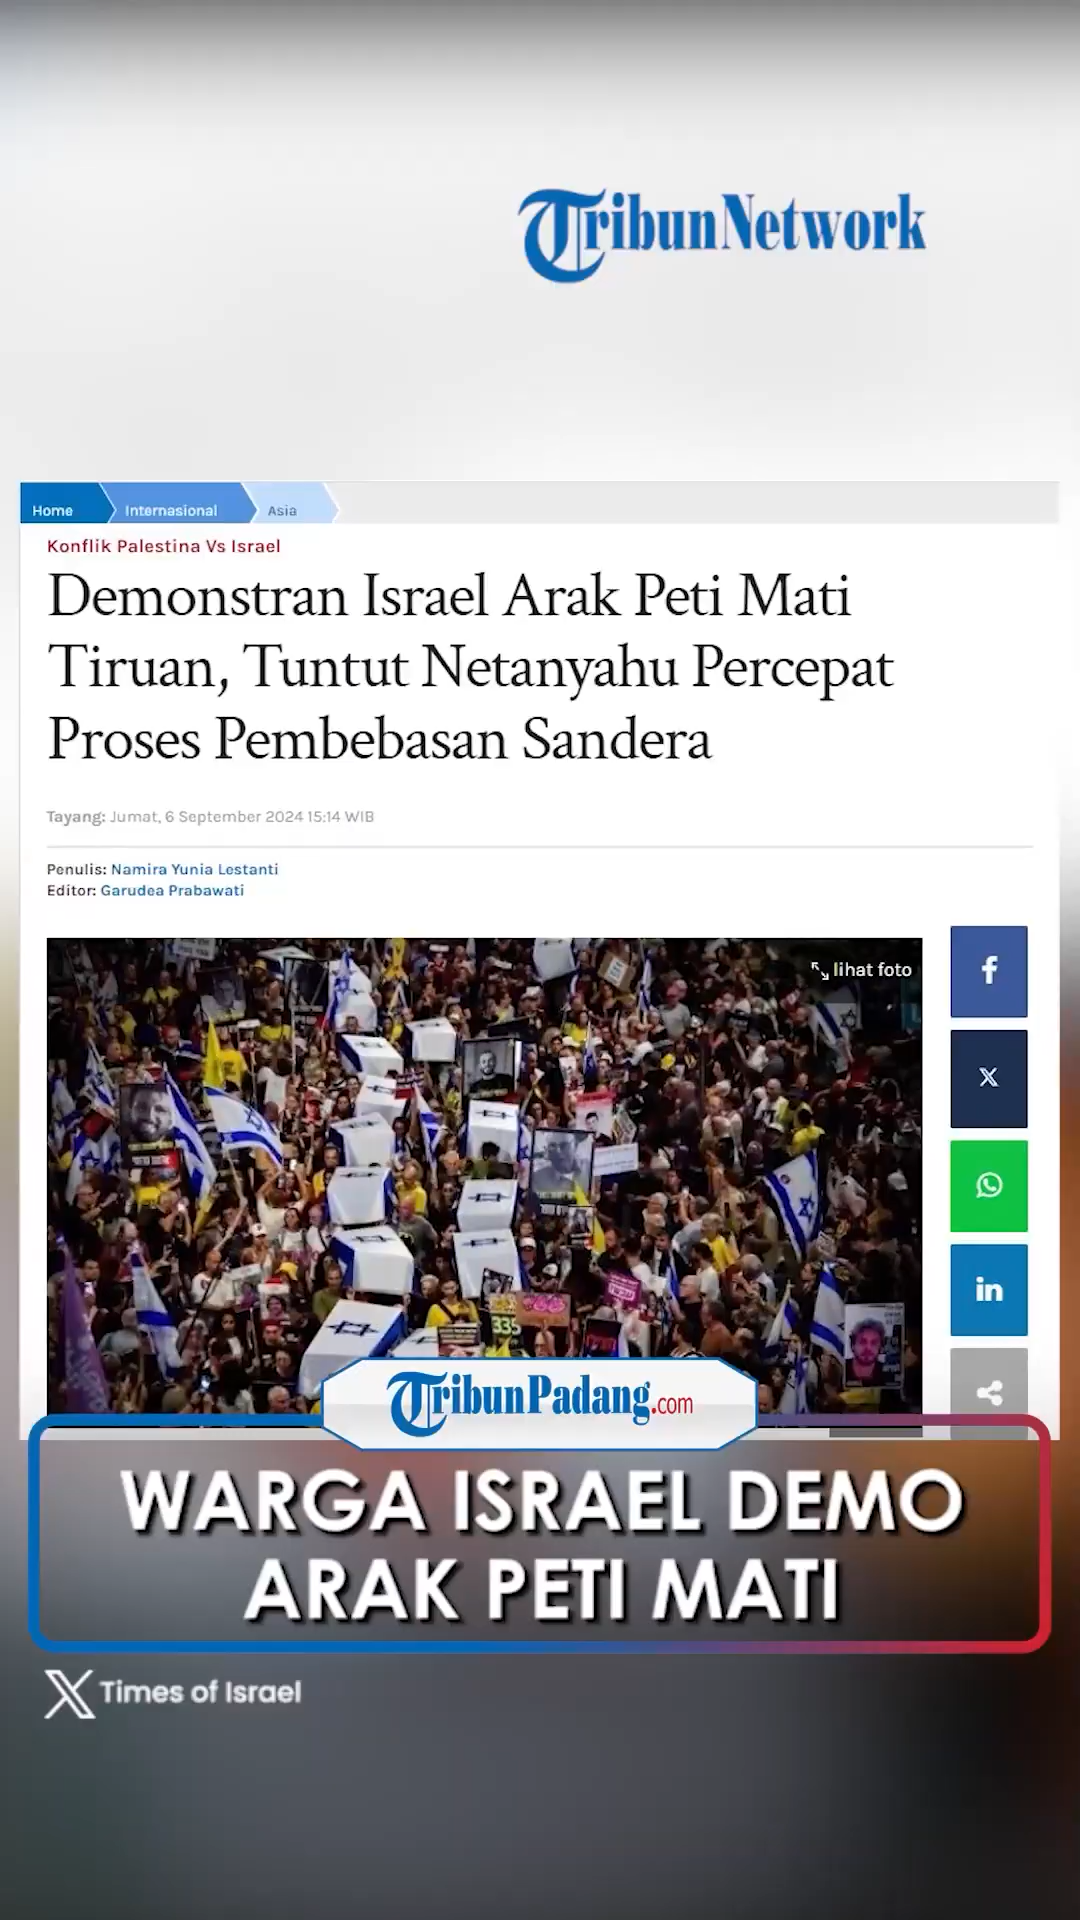 TribunNetwork
Home Internasional Asia
Konflik Palestina Vs Israel
Demonstran Israel Arak Peti Mati
Tiruan, Tuntut Netanyahu Percepat
Proses Pembebasan Sandera
Tayang: Jumat, 6 September 2024 15:14 WIB
Penulis: Namira Yunia Lestanti
Editor: Garudea Prabawati
lihat foto
335
TribunPadang.com
WARGA ISRAEL DEMO
ARAK PETI MATI
X Times of Israel